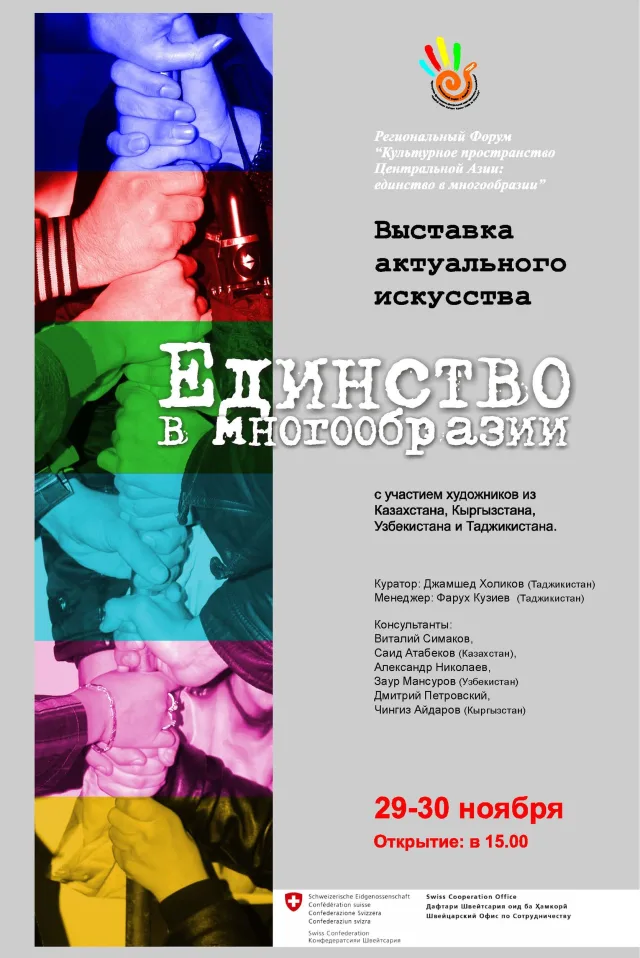 Региональный Форум
“Культурное пространство
Центральной Азии:
единство в многообразии”
Выставка
актуального
искусства
Единство
в многообразии
с участием художников из
Казахстана, Кыргызстана,
Узбекистана и Таджикистана.
Куратор: Джамшед Холиков (Таджикистан)
Менеджер: Фарух Кузиев (Таджикистан)
Консультанты:
Виталий Симаков,
Саид Атабеков (Казахстан),
Александр Николаев,
Заур Мансуров (Узбекистан)
Дмитрий Петровский,
Чингиз Айдаров (Кыргызстан)
29-30 ноября
Открытие: в 15.00
Schweizerische Eidgenossenschaft
Confédération suisse
Confederazione Svizzera
Confederaziun svizra
Swiss Confederation
Конфедератсияи Швейтсария
Swiss Cooperation Office
Дафтари Швейтсария оид ба Ҳамкорӣ
Швейцарский Офис по Сотрудничеству